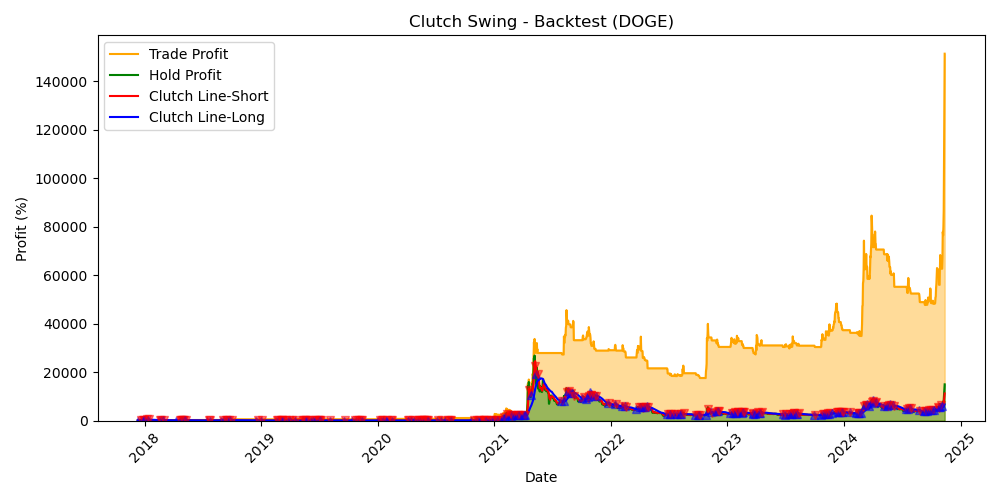 Clutch Swing - Backtest (DOGE)
Trade Profit
Hold Profit
Clutch Line-Short
Clutch Line-Long
Profit (%)
140000
120000
100000
80000
60000
40000
20000
0
2018
2019
2020
2021
2022
2023
2024
2025
Date